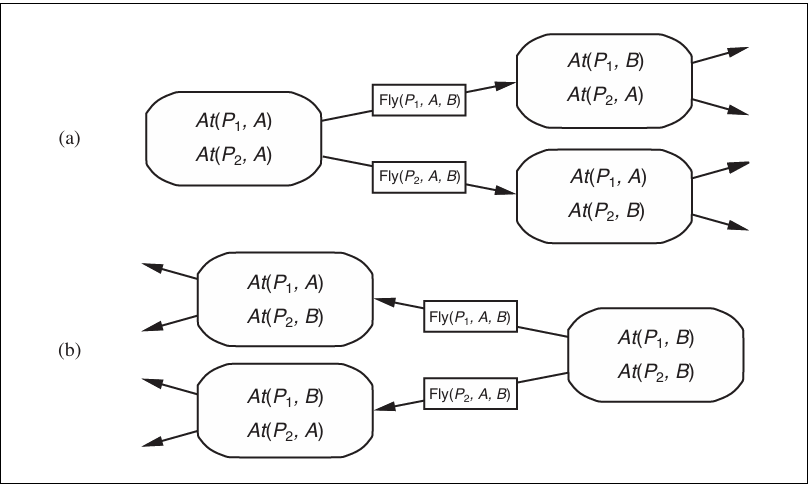 (a)
At(P₁, A)
At(P₂, A)
Fly(P₁, A, B)
Fly(P₂, A, B)
At(P₁, B)
At(P₂, A)
At(P₁, A)
At(P₂, B)
(b)
At(P₁, A)
At(P₂, B)
At(P₁, B)
At(P₂, A)
Fly(P₁, A, B)
Fly(P₂, A, B)
At(P₁, B)
At(P₂, B)